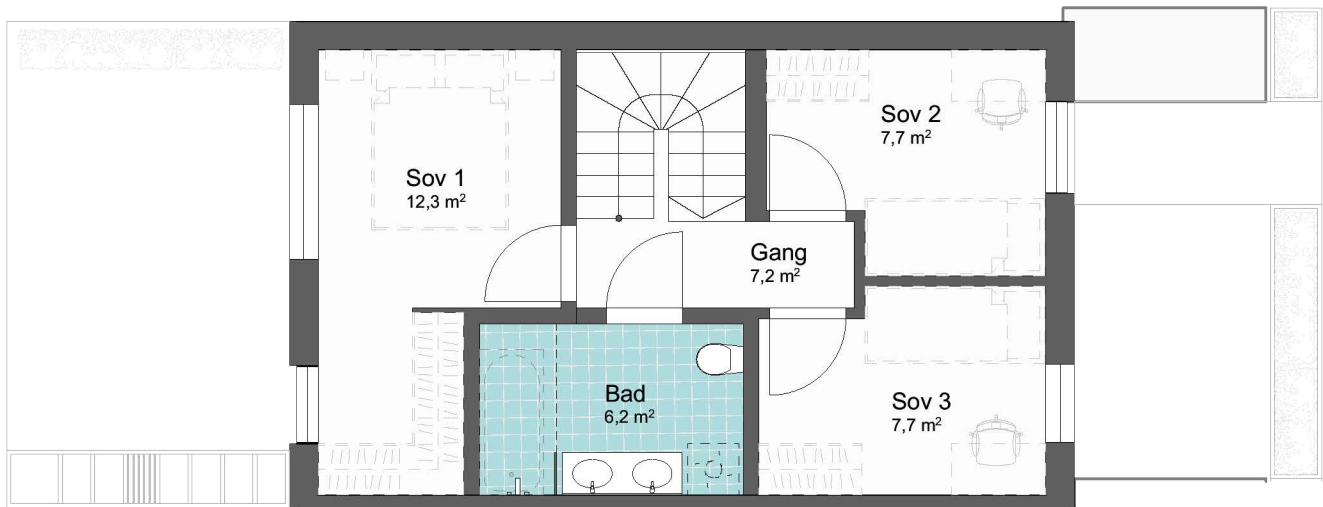 Sov 1
12,3 m²
Gang
7,2 m²
Sov 2
7,7 m²
Bad
6,2 m²
Sov 3
7,7 m²